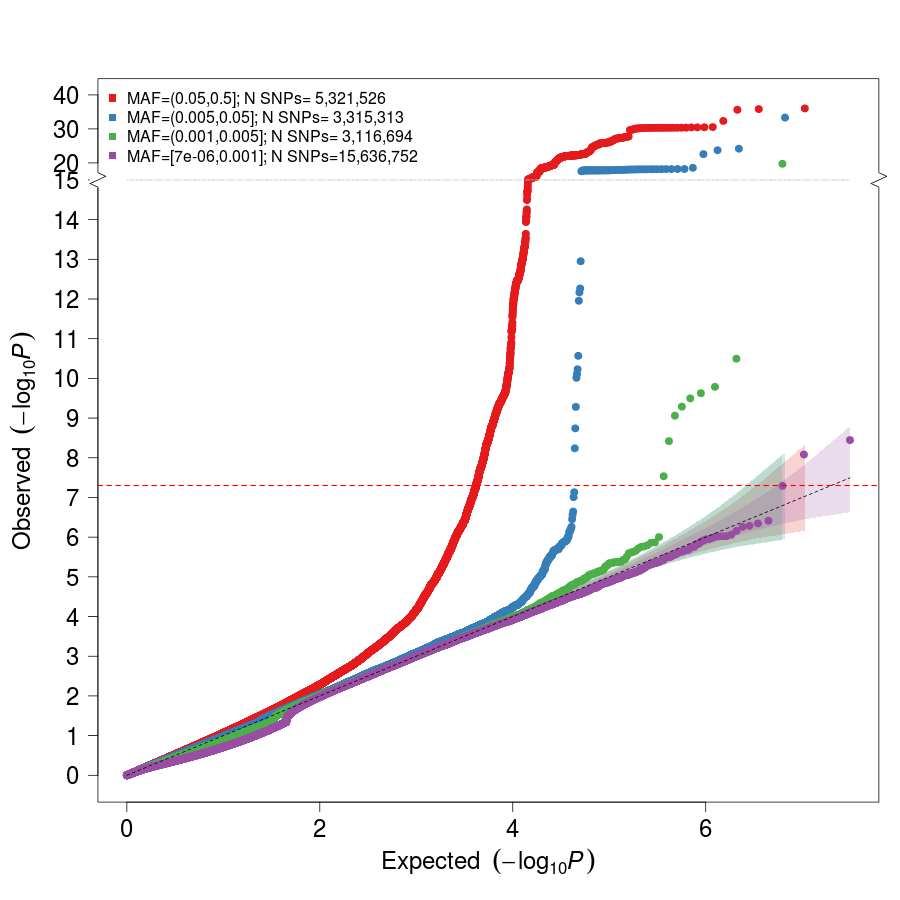 MAF=(0.05,0.5]; N SNPs= 5,321,526
MAF=(0.005,0.05]; N SNPs= 3,315,313
MAF=(0.001,0.005]; N SNPs= 3,116,694
MAF=[7e-06,0.001]; N SNPs=15,636,752
40
30
20
15
14
13
12
11
10
9
8
7
6
5
4
3
2
1
0
Observed (−log10P)
0 2 4 6
Expected (−log10P)